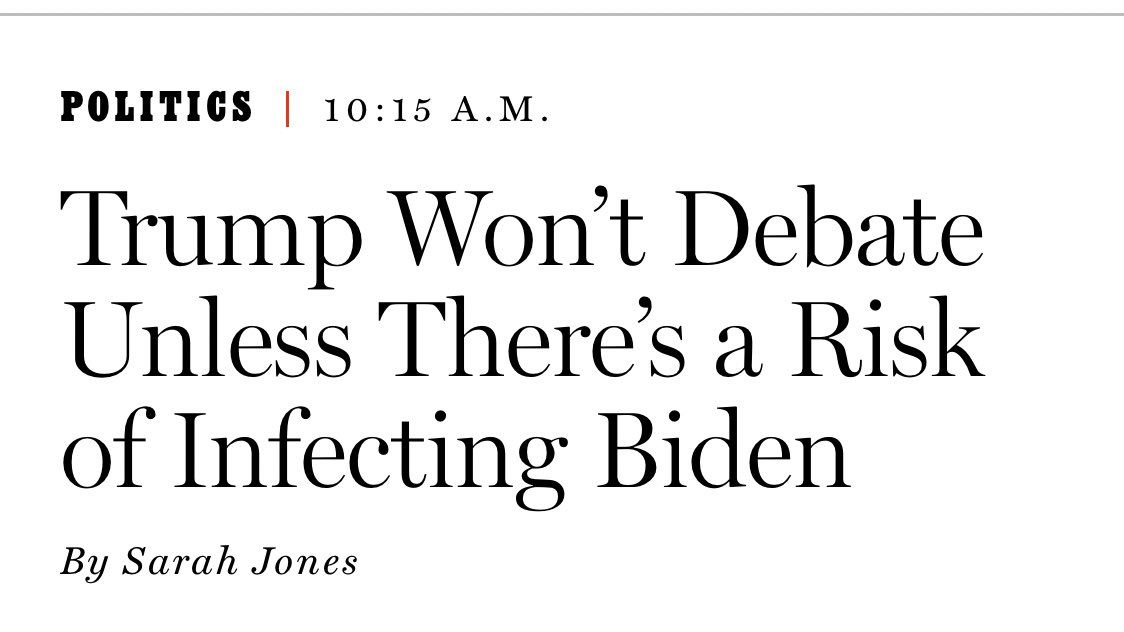 POLITICS | 10:15 A.M.
Trump Won’t Debate
Unless There’s a Risk
of Infecting Biden
By Sarah Jones